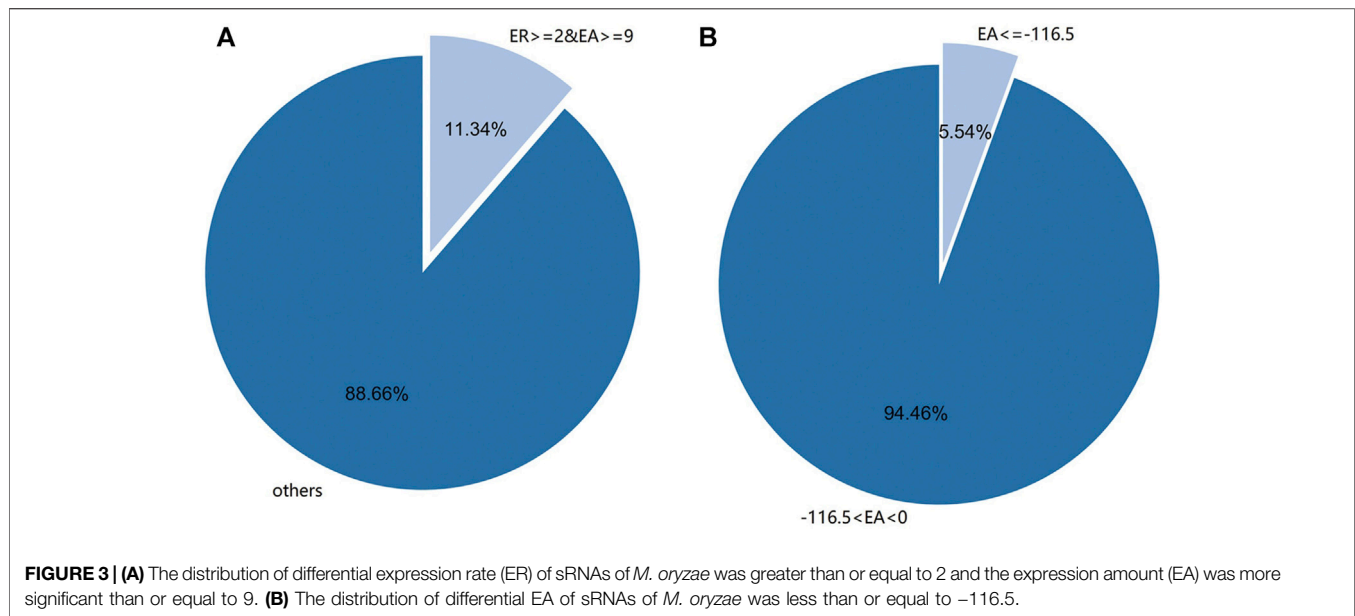 A
ER>=2&EA>=9
11.34%
88.66%
others
B
EA<=-116.5
5.54%
94.46%
-116.5<EA<0
FIGURE 3 | (A) The distribution of differential expression rate (ER) of sRNAs of M. oryzae was greater than or equal to 2 and the expression amount (EA) was more
significant than or equal to 9. (B) The distribution of differential EA of sRNAs of M. oryzae was less than or equal to −116.5.